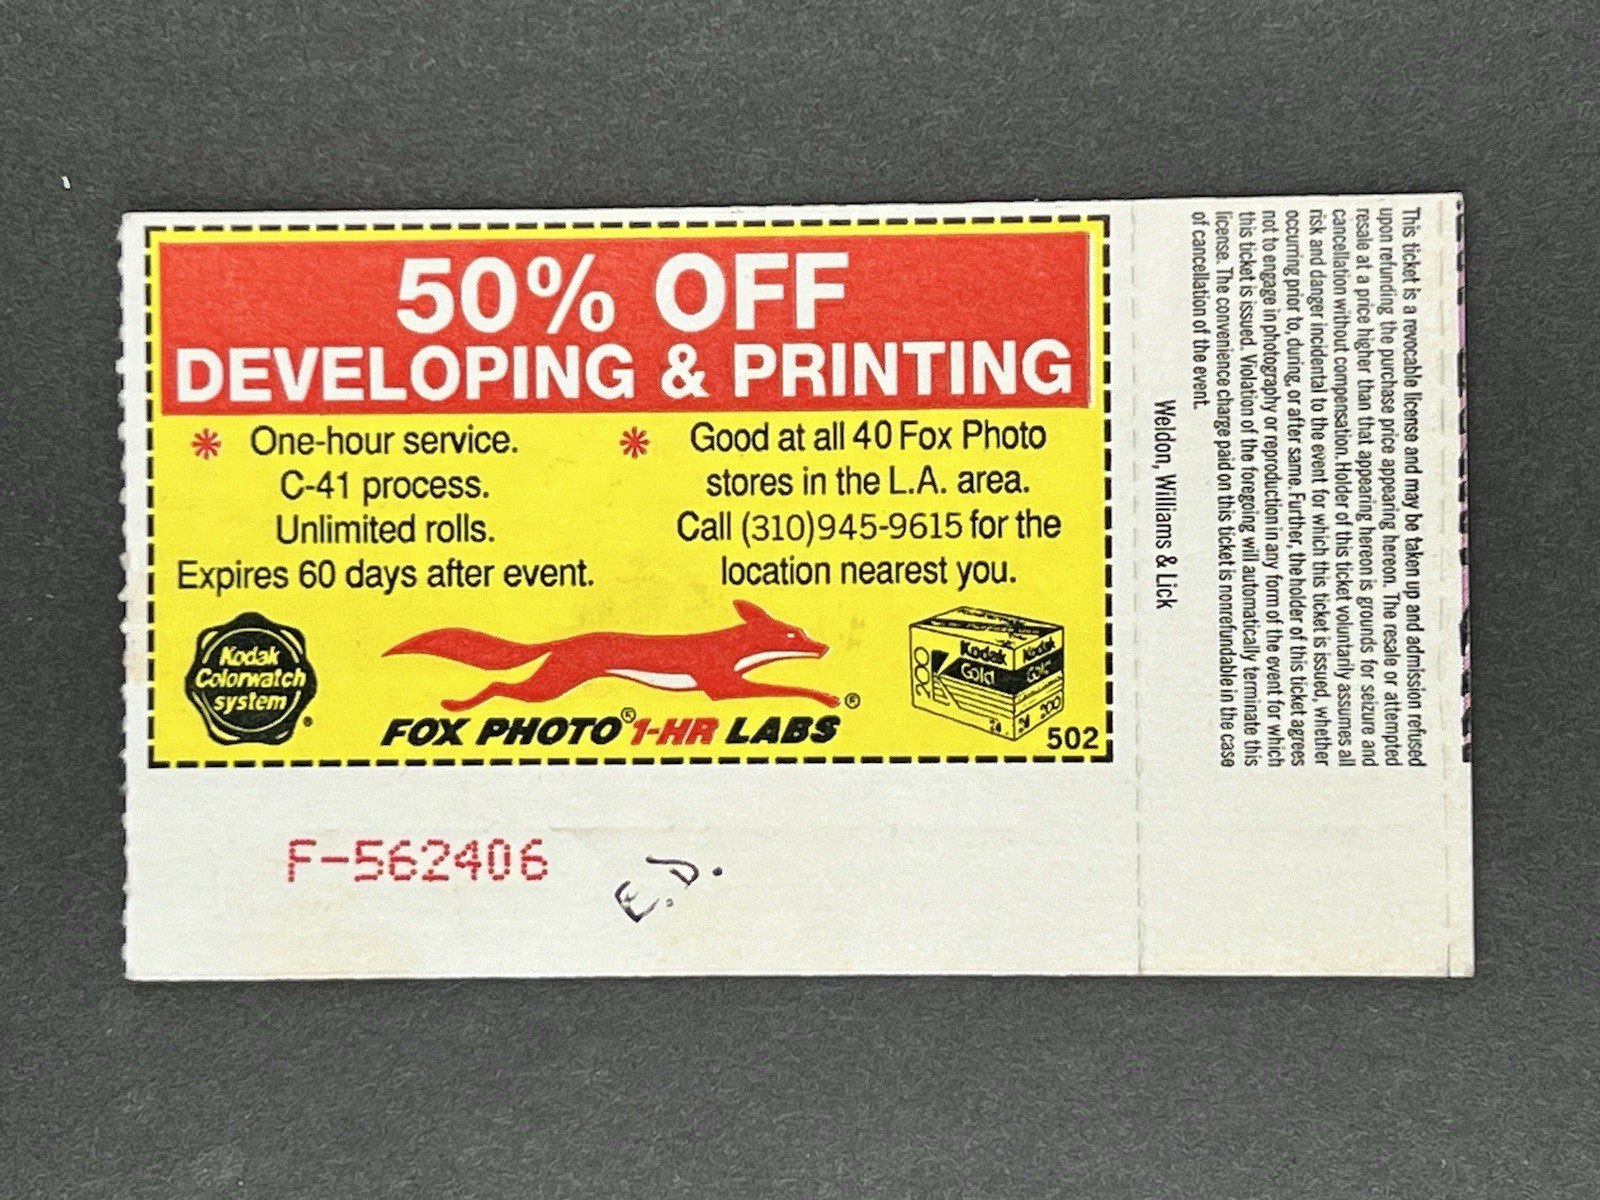 50% OFF
DEVELOPING & PRINTING
* One-hour service.
C-41 process.
Unlimited rolls.
Expires 60 days after event.
* Good at all 40 Fox Photo
stores in the L.A. area.
Call (310)945-9615 for the
location nearest you.
Kodak
Colorwatch
system
®
FOX PHOTO® 1-HR LABS
®
200
Kodak
Gold
Kodak
Gold
200
24
502
F-562406
E.D.
This ticket is a revocable license and may be taken up and admission refused
upon refunding the purchase price appearing hereon. The resale or attempted
resale at a price higher than that appearing hereon is grounds for seizure and
cancellation without compensation. Holder of this ticket voluntarily assumes all
risk and danger incidental to the event for which this ticket is issued, whether
occurring prior to, during, or after same. Further, the holder of this ticket agrees
not to engage in photography or reproduction in any form of the event for which
this ticket is issued. Violation of the foregoing will automatically terminate this
license. The convenience charge paid on this ticket is nonrefundable in the case
of cancellation of the event.
Weldon, Williams & Lick